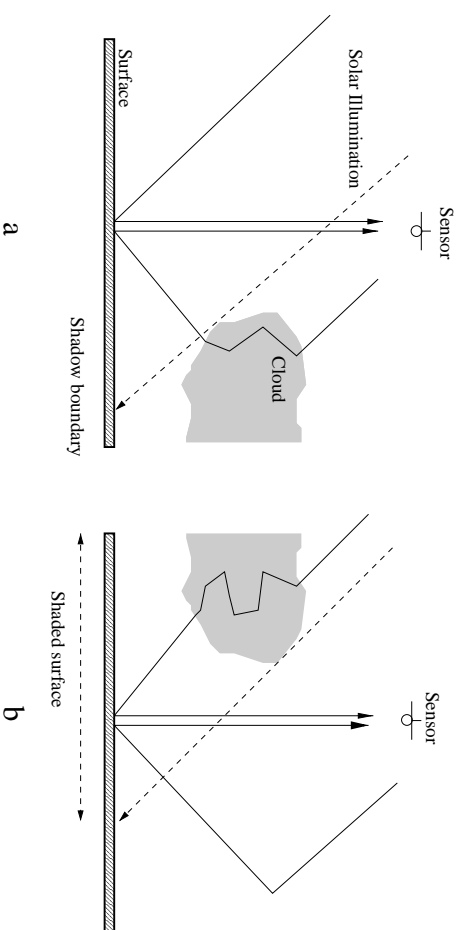 Sensor
Solar Illumination
Cloud
Surface
Shadow boundary
a
Sensor
Shaded surface
b